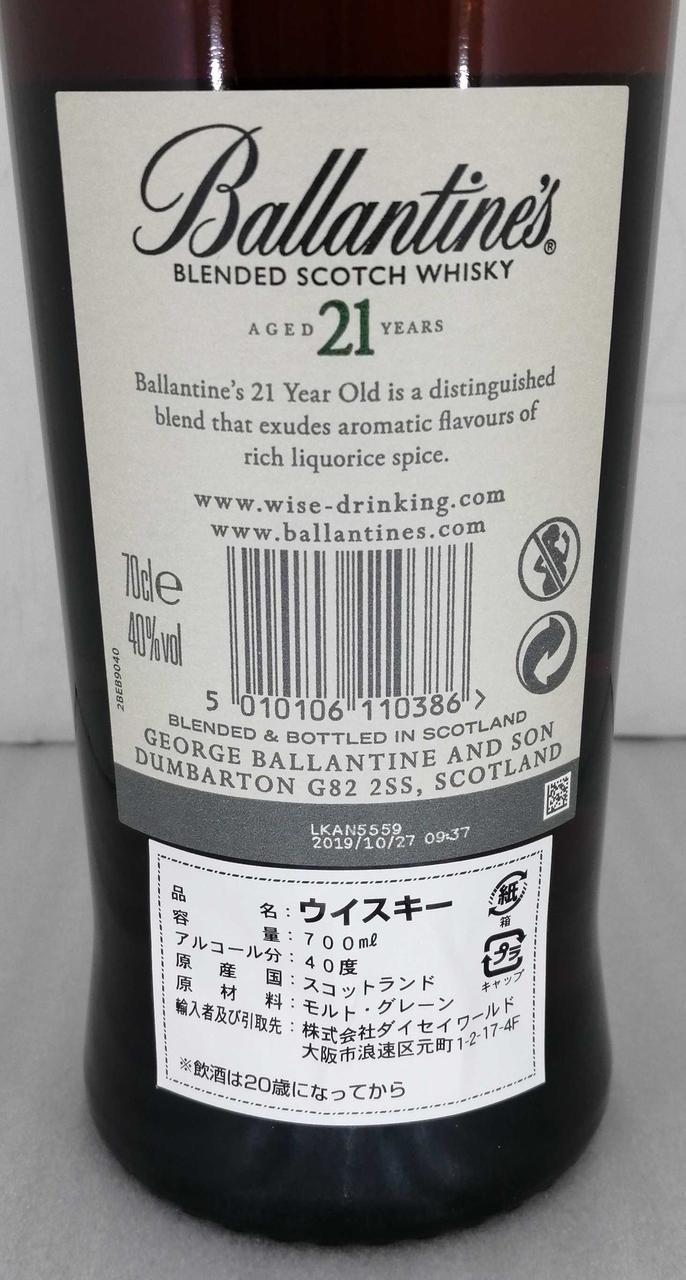 Ballantine's®
BLENDED SCOTCH WHISKY
AGED 21 YEARS
Ballantine's 21 Year Old is a distinguished
blend that exudes aromatic flavours of
rich liquorice spice.
www.wise-drinking.com
www.ballantines.com
70cl e
40%vol
2BEB9040
5 010106 110386 >
BLENDED & BOTTLED IN SCOTLAND
GEORGE BALLANTINE AND SON
DUMBARTON G82 2SS, SCOTLAND
LKAN5559
2019/10/27 09:37
品名:ウイスキー
容量:700㎖
アルコール分:40度
原産国:スコットランド
原材料:モルト・グレーン
輸入者及び引取先:株式会社ダイセイワールド
大阪市浪速区元町1-2-17-4F
※飲酒は20歳になってから
紙
箱
プラ
キャップ